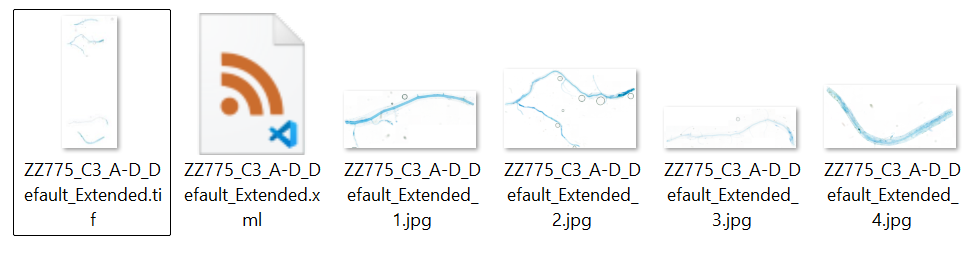 ZZ775_C3_A-D_D
efault_Extended.ti
f
ZZ775_C3_A-D_D
efault_Extended.x
ml
ZZ775_C3_A-D_D
efault_Extended_
1.jpg
ZZ775_C3_A-D_D
efault_Extended_
2.jpg
ZZ775_C3_A-D_D
efault_Extended_
3.jpg
ZZ775_C3_A-D_D
efault_Extended_
4.jpg